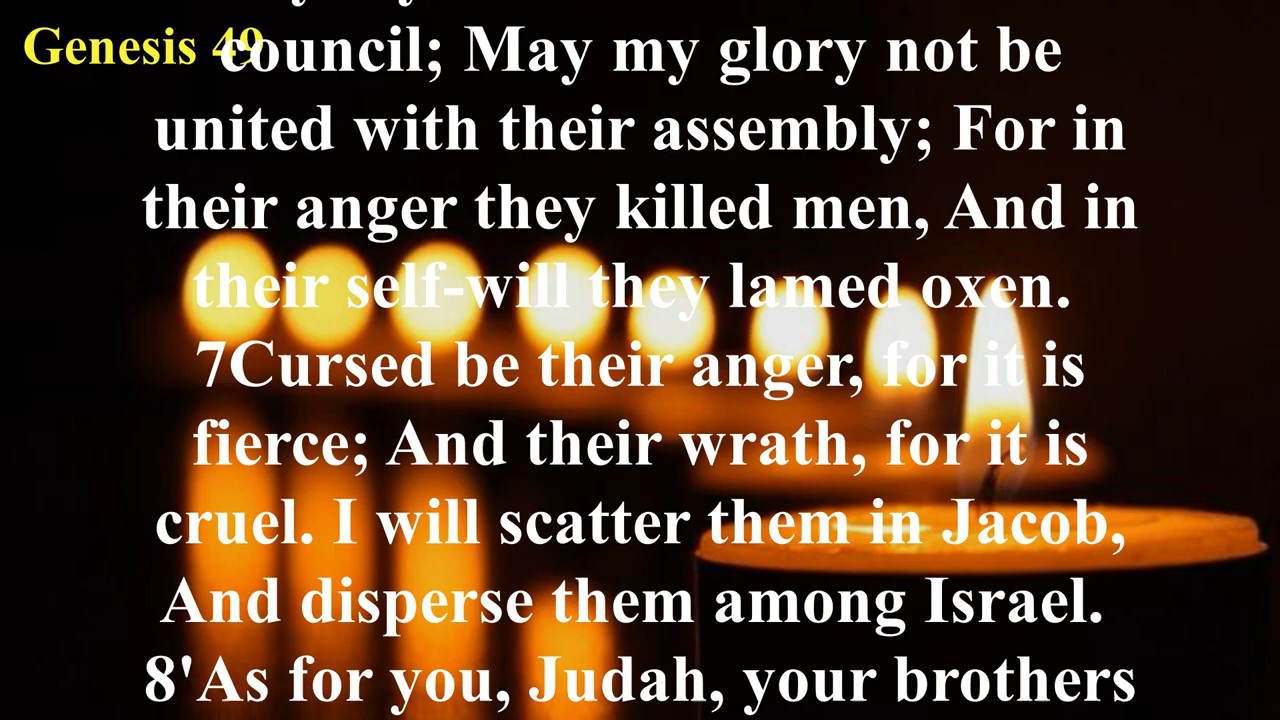 Genesis 49
council; May my glory not be
united with their assembly; For in
their anger they killed men, And in
their self-will they lamed oxen.
7Cursed be their anger, for it is
fierce; And their wrath, for it is
cruel. I will scatter them in Jacob,
And disperse them among Israel.
8'As for you, Judah, your brothers